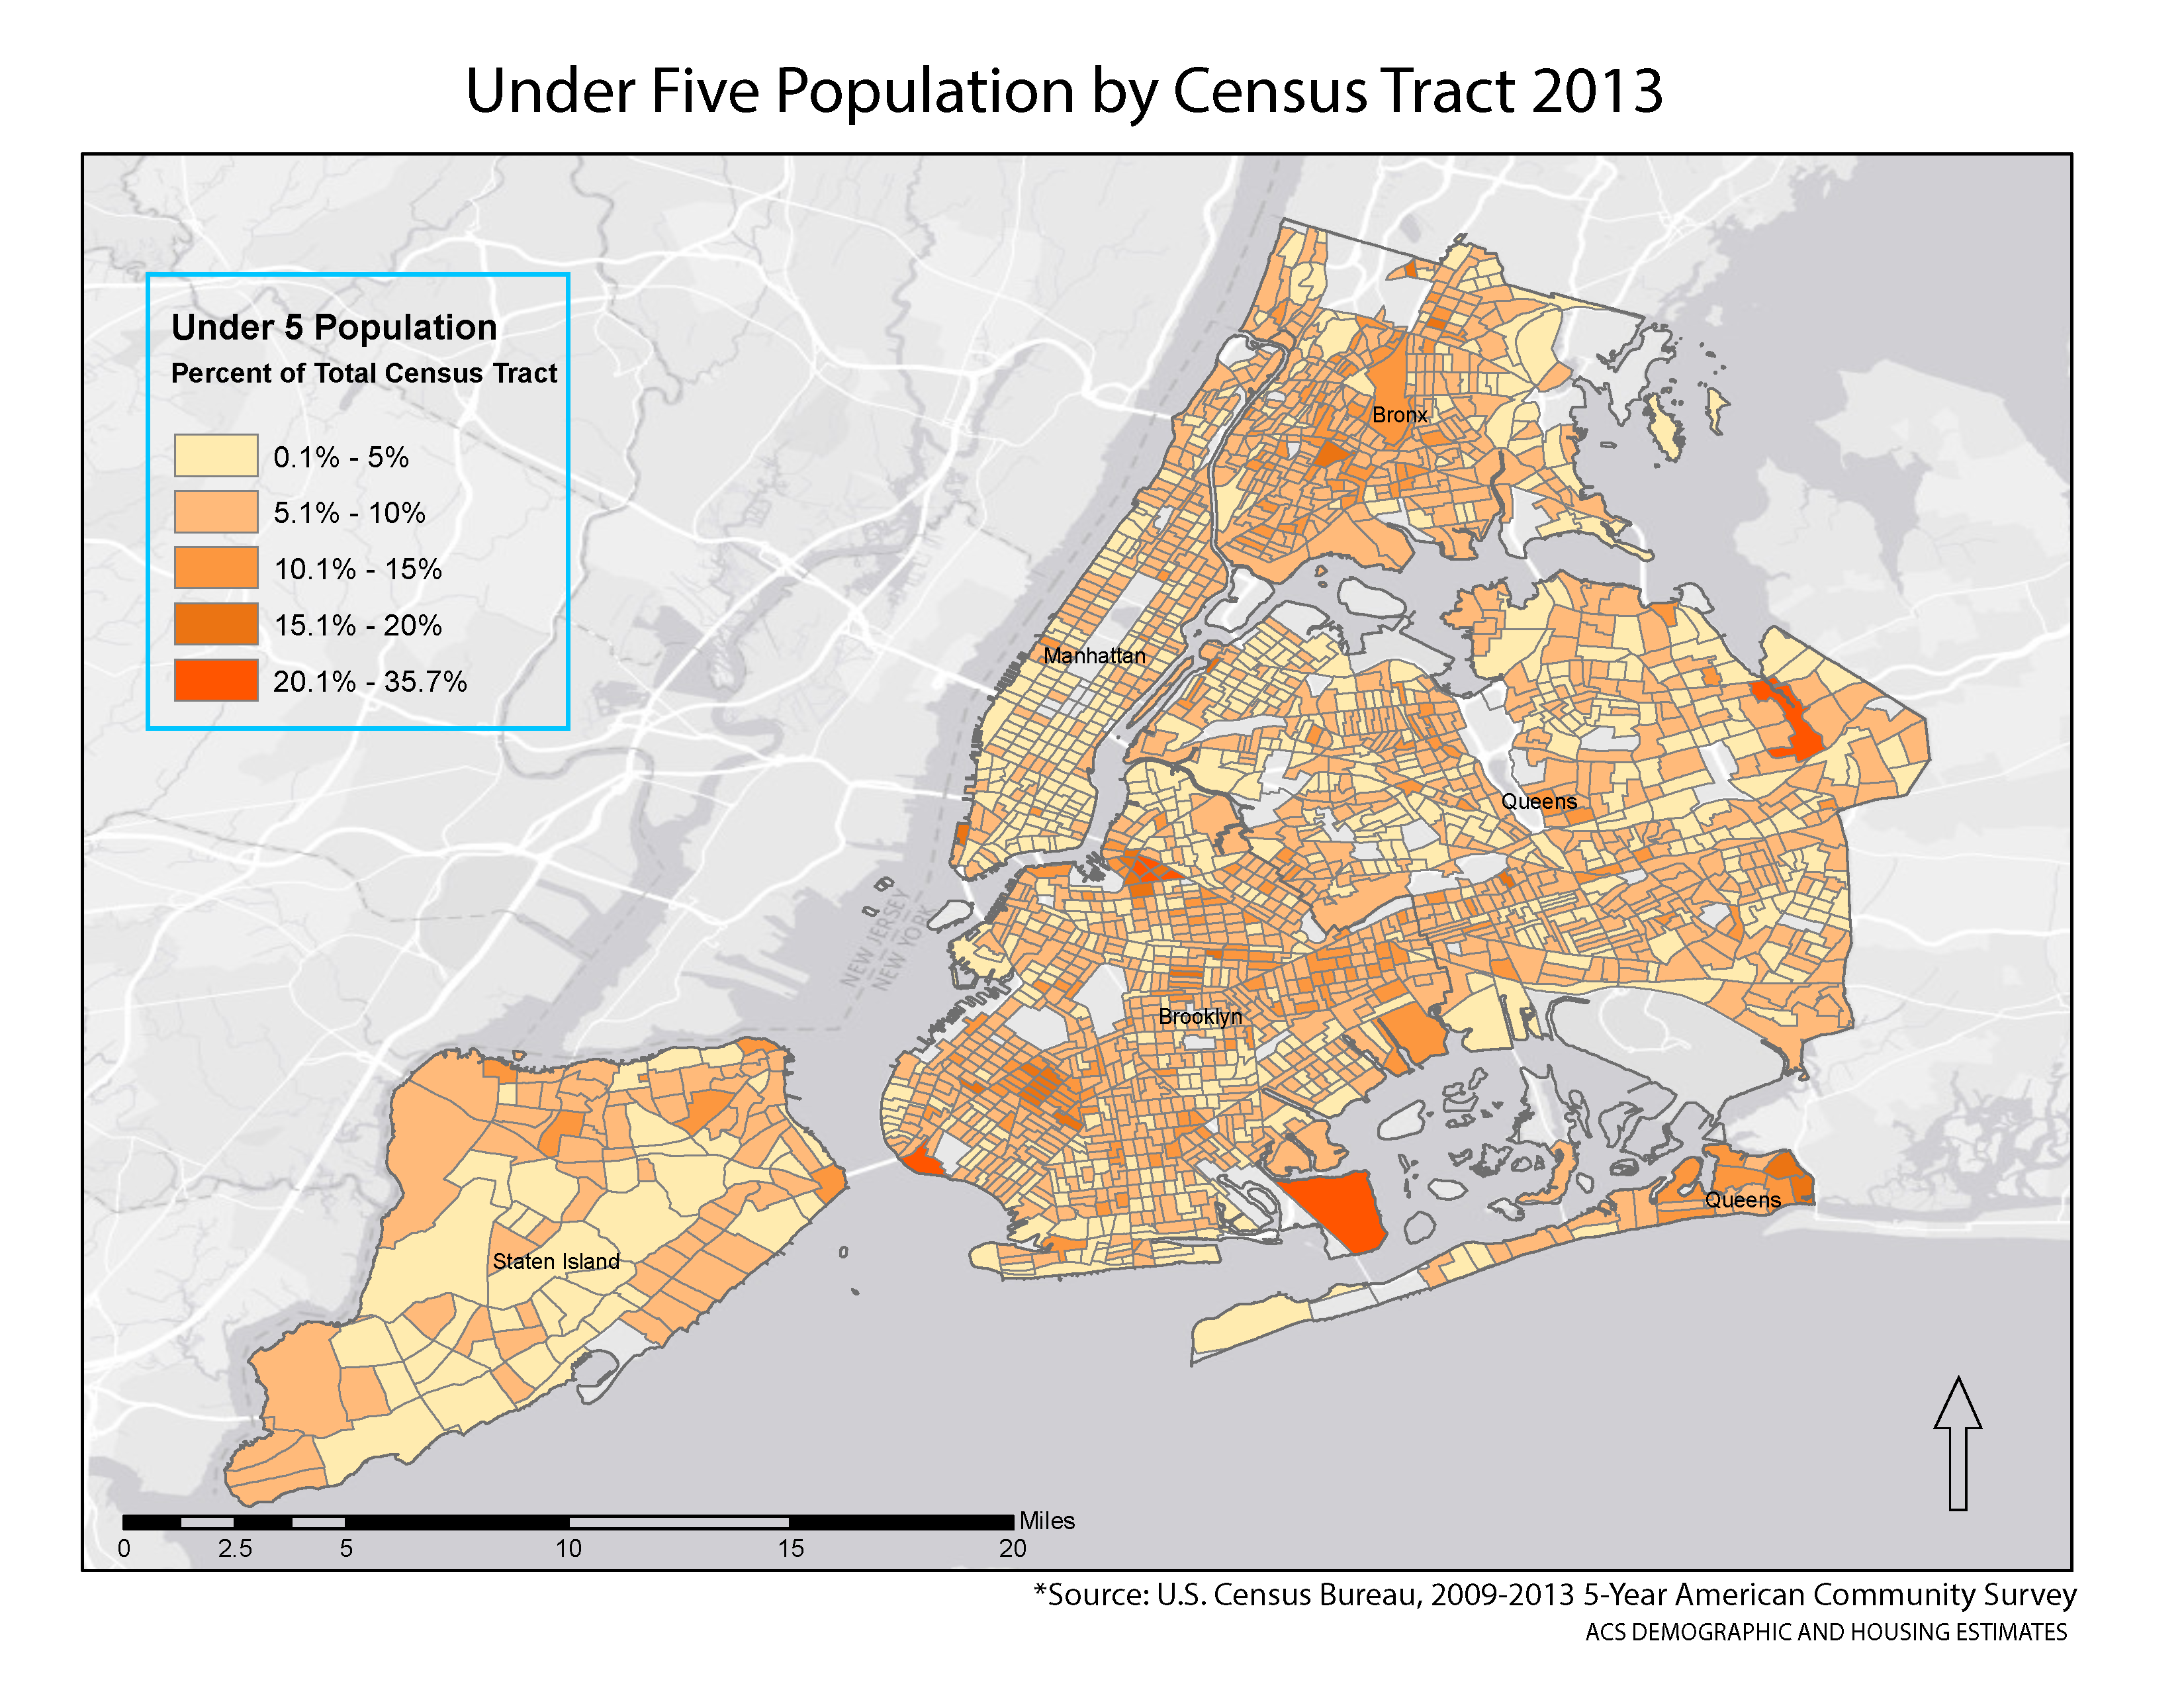 Under Five Population by Census Tract 2013
Under 5 Population
Percent of Total Census Tract
0.1% - 5%
5.1% - 10%
10.1% - 15%
15.1% - 20%
20.1% - 35.7%
Bronx
Manhattan
Queens
NEW JERSEY
NEW YORK
Brooklyn
Queens
Staten Island
Miles
0 2.5 5 10 15 20
*Source: U.S. Census Bureau, 2009-2013 5-Year American Community Survey
ACS DEMOGRAPHIC AND HOUSING ESTIMATES